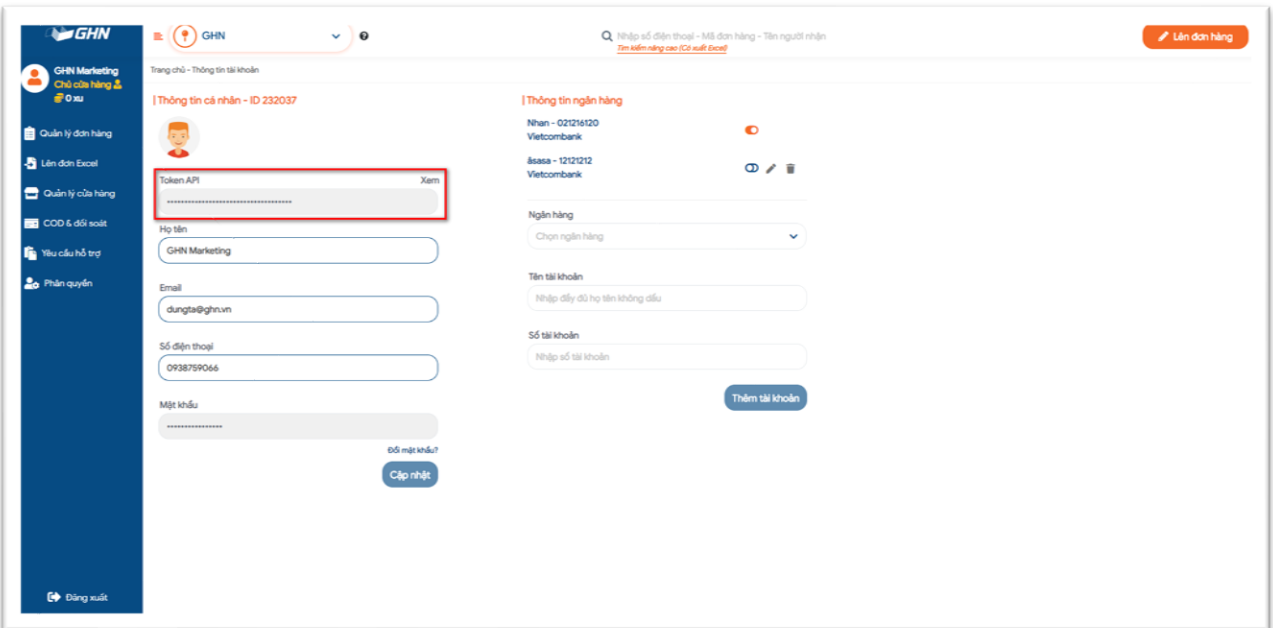 GHN
GHN
Nhập số điện thoại - Mã đơn hàng - Tên người nhận
Tìm kiếm nâng cao (Có xuất Excel)
Lên đơn hàng
GHN Marketing
Chủ cửa hàng
0 xu
Quản lý đơn hàng
Lên đơn Excel
Quản lý cửa hàng
COD & đối soát
Yêu cầu hỗ trợ
Phân quyền
Đăng xuất
Trang chủ - Thông tin tài khoản
Thông tin cá nhân - ID 232037
Token API
Xem
••••••••••••••••••••••••••••••••••••
Họ tên
GHN Marketing
Email
dungta@ghn.vn
Số điện thoại
0938759066
Mật khẩu
••••••••••••••••
Đổi mật khẩu?
Cập nhật
Thông tin ngân hàng
Nhan - 021216120
Vietcombank
âsasa - 12121212
Vietcombank
Ngân hàng
Chọn ngân hàng
Tên tài khoản
Nhập đầy đủ họ tên không dấu
Số tài khoản
Nhập số tài khoản
Thêm tài khoản